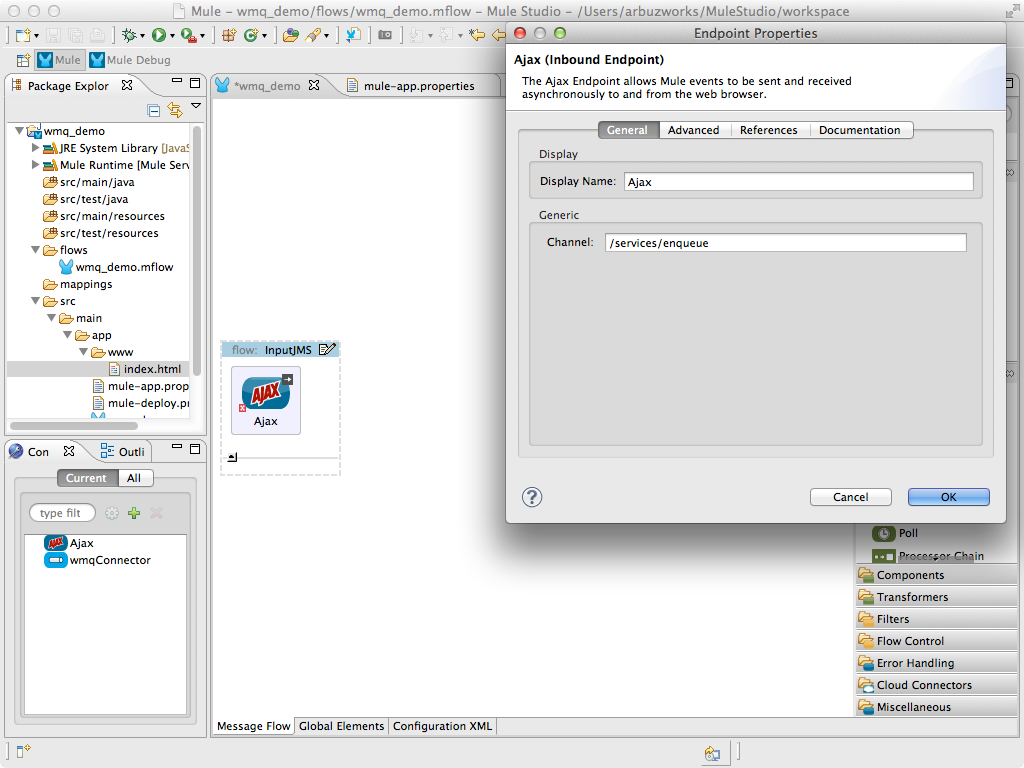 Mule – wmq_demo/flows/wmq_demo.mflow – Mule Studio – /Users/arbuzworks/MuleStudio/workspace
Mule
Mule Debug
Package Explor
wmq_demo
JRE System Library [JavaS
Mule Runtime [Mule Serv
src/main/java
src/test/java
src/main/resources
src/test/resources
flows
wmq_demo.mflow
mappings
src
main
app
www
index.html
mule-app.prop
mule-deploy.pr
Con
Outli
Current
All
type filt
Ajax
wmqConnector
*wmq_demo
mule-app.properties
flow: InputJMS
AJAX
Ajax
Message Flow
Global Elements
Configuration XML
Endpoint Properties
Ajax (Inbound Endpoint)
The Ajax Endpoint allows Mule events to be sent and received
asynchronously to and from the web browser.
General
Advanced
References
Documentation
Display
Display Name:
Ajax
Generic
Channel:
/services/enqueue
Cancel
OK
Poll
Processor Chain
Components
Transformers
Filters
Flow Control
Error Handling
Cloud Connectors
Miscellaneous